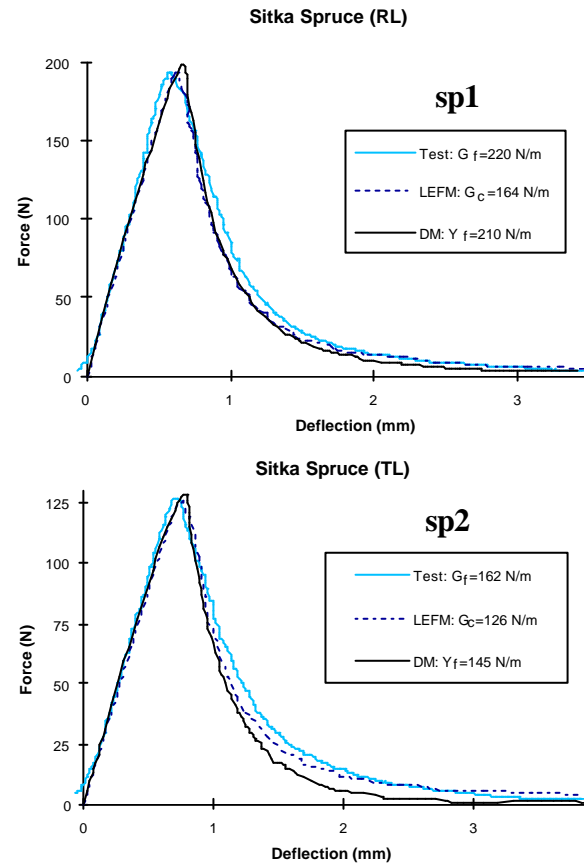 Sitka Spruce (RL)
sp1
200
150
100
50
0
Force (N)
Test: G f=220 N/m
LEFM: Gc=164 N/m
DM: Y f=210 N/m
0 1 2 3
Deflection (mm)
Sitka Spruce (TL)
sp2
125
100
75
50
25
0
Force (N)
Test: Gf=162 N/m
LEFM: Gc=126 N/m
DM: Yf=145 N/m
0 1 2 3
Deflection (mm)